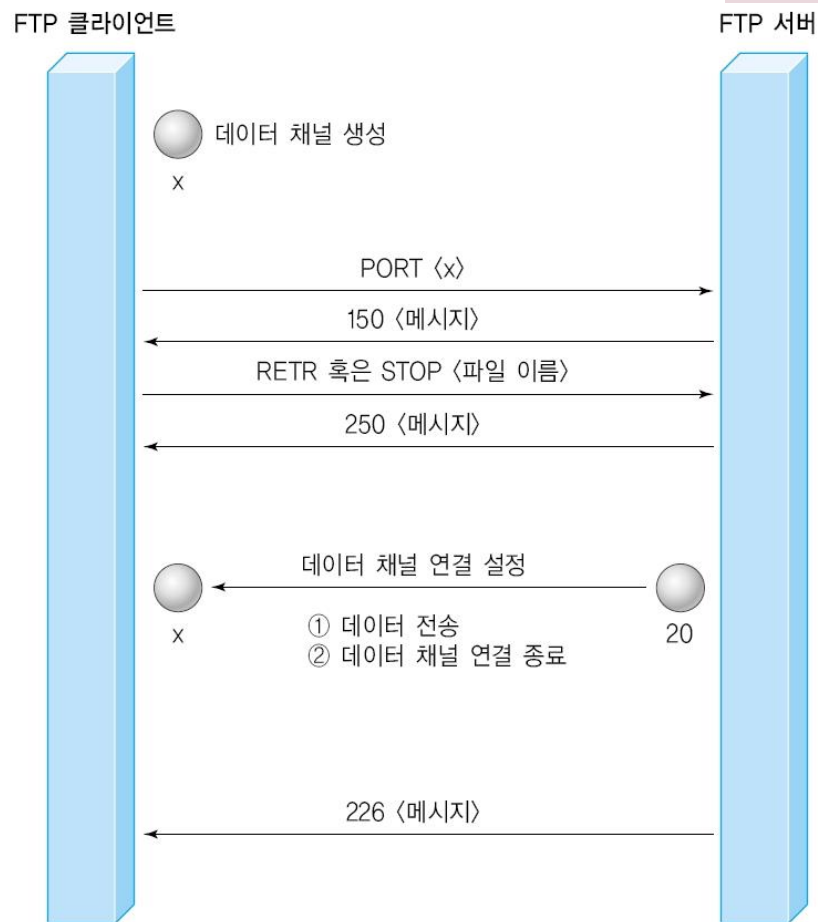 FTP 클라이언트
FTP 서버
데이터 채널 생성
x
PORT 〈x〉
150 〈메시지〉
RETR 혹은 STOP 〈파일 이름〉
250 〈메시지〉
데이터 채널 연결 설정
x
20
① 데이터 전송
② 데이터 채널 연결 종료
226 〈메시지〉